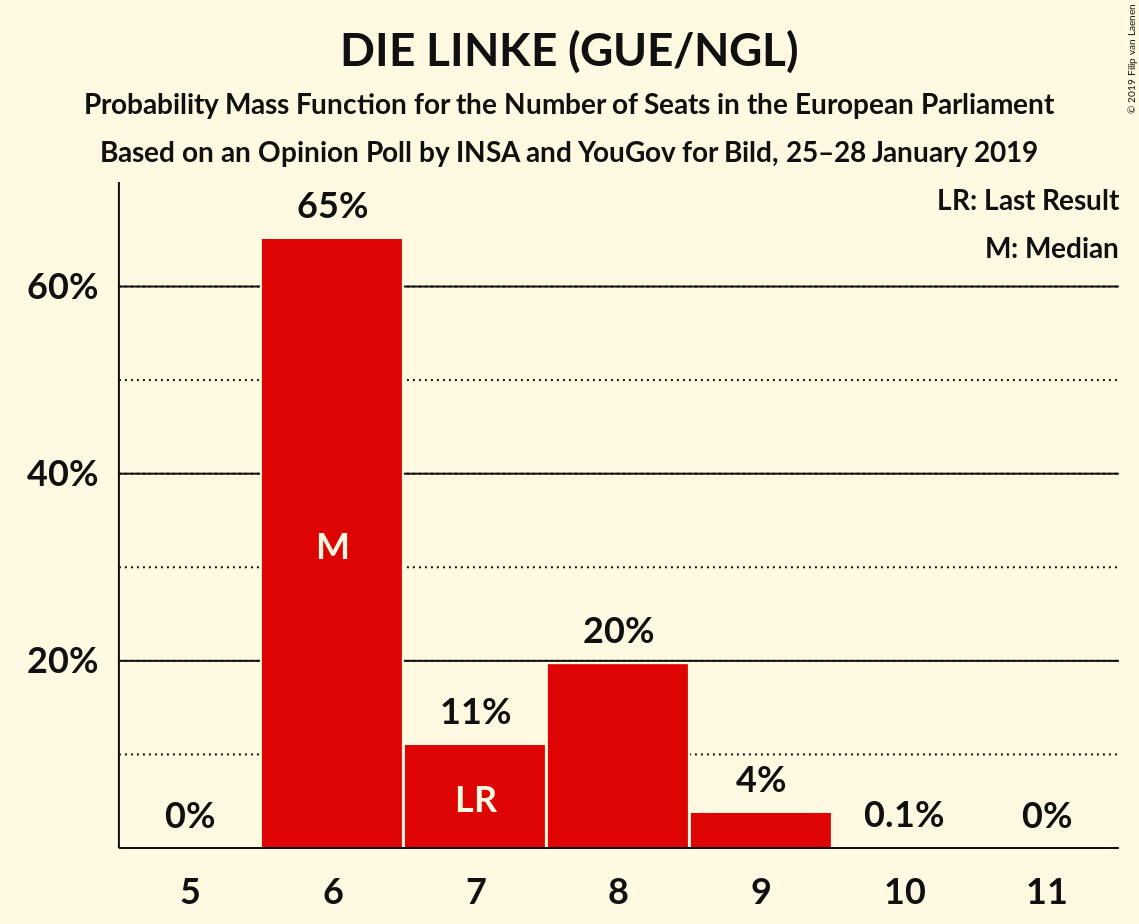 DIE LINKE (GUE/NGL)
Probability Mass Function for the Number of Seats in the European Parliament
Based on an Opinion Poll by INSA and YouGov for Bild, 25–28 January 2019
© 2019 Filip van Laenen
LR: Last Result
M: Median
60%
40%
20%
0%
65%
M
11%
LR
20%
4%
0.1%
0%
5 6 7 8 9 10 11